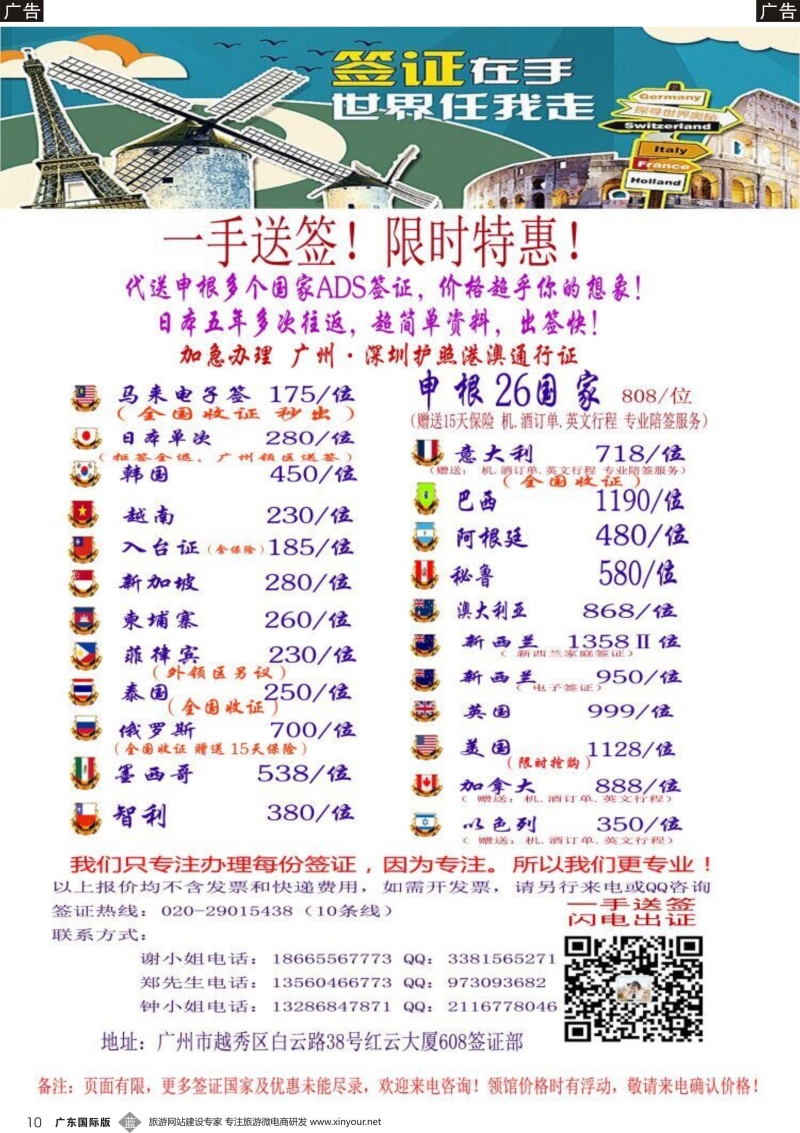 广告
广告
签证在手
世界任我走
Germany
探寻世界奥秘
Switzerland
Italy
France
Holland
一手送签！限时特惠！
代送申根多个国家ADS签证，价格超乎你的想象！
日本五年多次往返，超简单资料，出签快！
加急办理 广州·深圳护照港澳通行证
马来电子签 175/位
（全国收证 秒出）
日本单次 280/位
（拒签全退，广州领区送签）
韩国 450/位
越南 230/位
入台证（含保险）185/位
新加坡 280/位
柬埔寨 260/位
菲律宾 230/位
（外领区另议）
泰国 250/位
（全国收证）
俄罗斯 700/位
（全国收证 赠送 15天保险）
墨西哥 538/位
智利 380/位
申根26国家 808/位
（赠送15天保险 机.酒订单.英文行程 专业陪签服务）
意大利 718/位
（赠送：机.酒订单.英文行程 专业陪签服务）
（全国收证）
巴西 1190/位
阿根廷 480/位
秘鲁 580/位
澳大利亚 868/位
新西兰 1358Ⅱ位
（新西兰家庭签证）
新西兰 950/位
（电子签证）
英国 999/位
美国 1128/位
（限时抢购）
加拿大 888/位
（ 赠送：机.酒订单.英文行程）
以色列 350/位
（ 赠送：机.酒订单.英文行程）
我们只专注办理每份签证，因为专注。所以我们更专业！
以上报价均不含发票和快递费用，如需开发票，请另行来电或QQ咨询
签证热线：020-29015438（10条线）
联系方式：
谢小姐电话：18665567773 QQ：3381565271
郑先生电话：13560466773 QQ：973093682
钟小姐电话：13286847871 QQ：2116778046
一手送签
闪电出证
地址：广州市越秀区白云路38号红云大厦608签证部
备注：页面有限，更多签证国家及优惠未能尽录，欢迎来电咨询！领馆价格时有浮动，敬请来电确认价格！
10 广东国际版 蓝 旅游网站建设专家 专注旅游微电商研发 www.xinyour.net